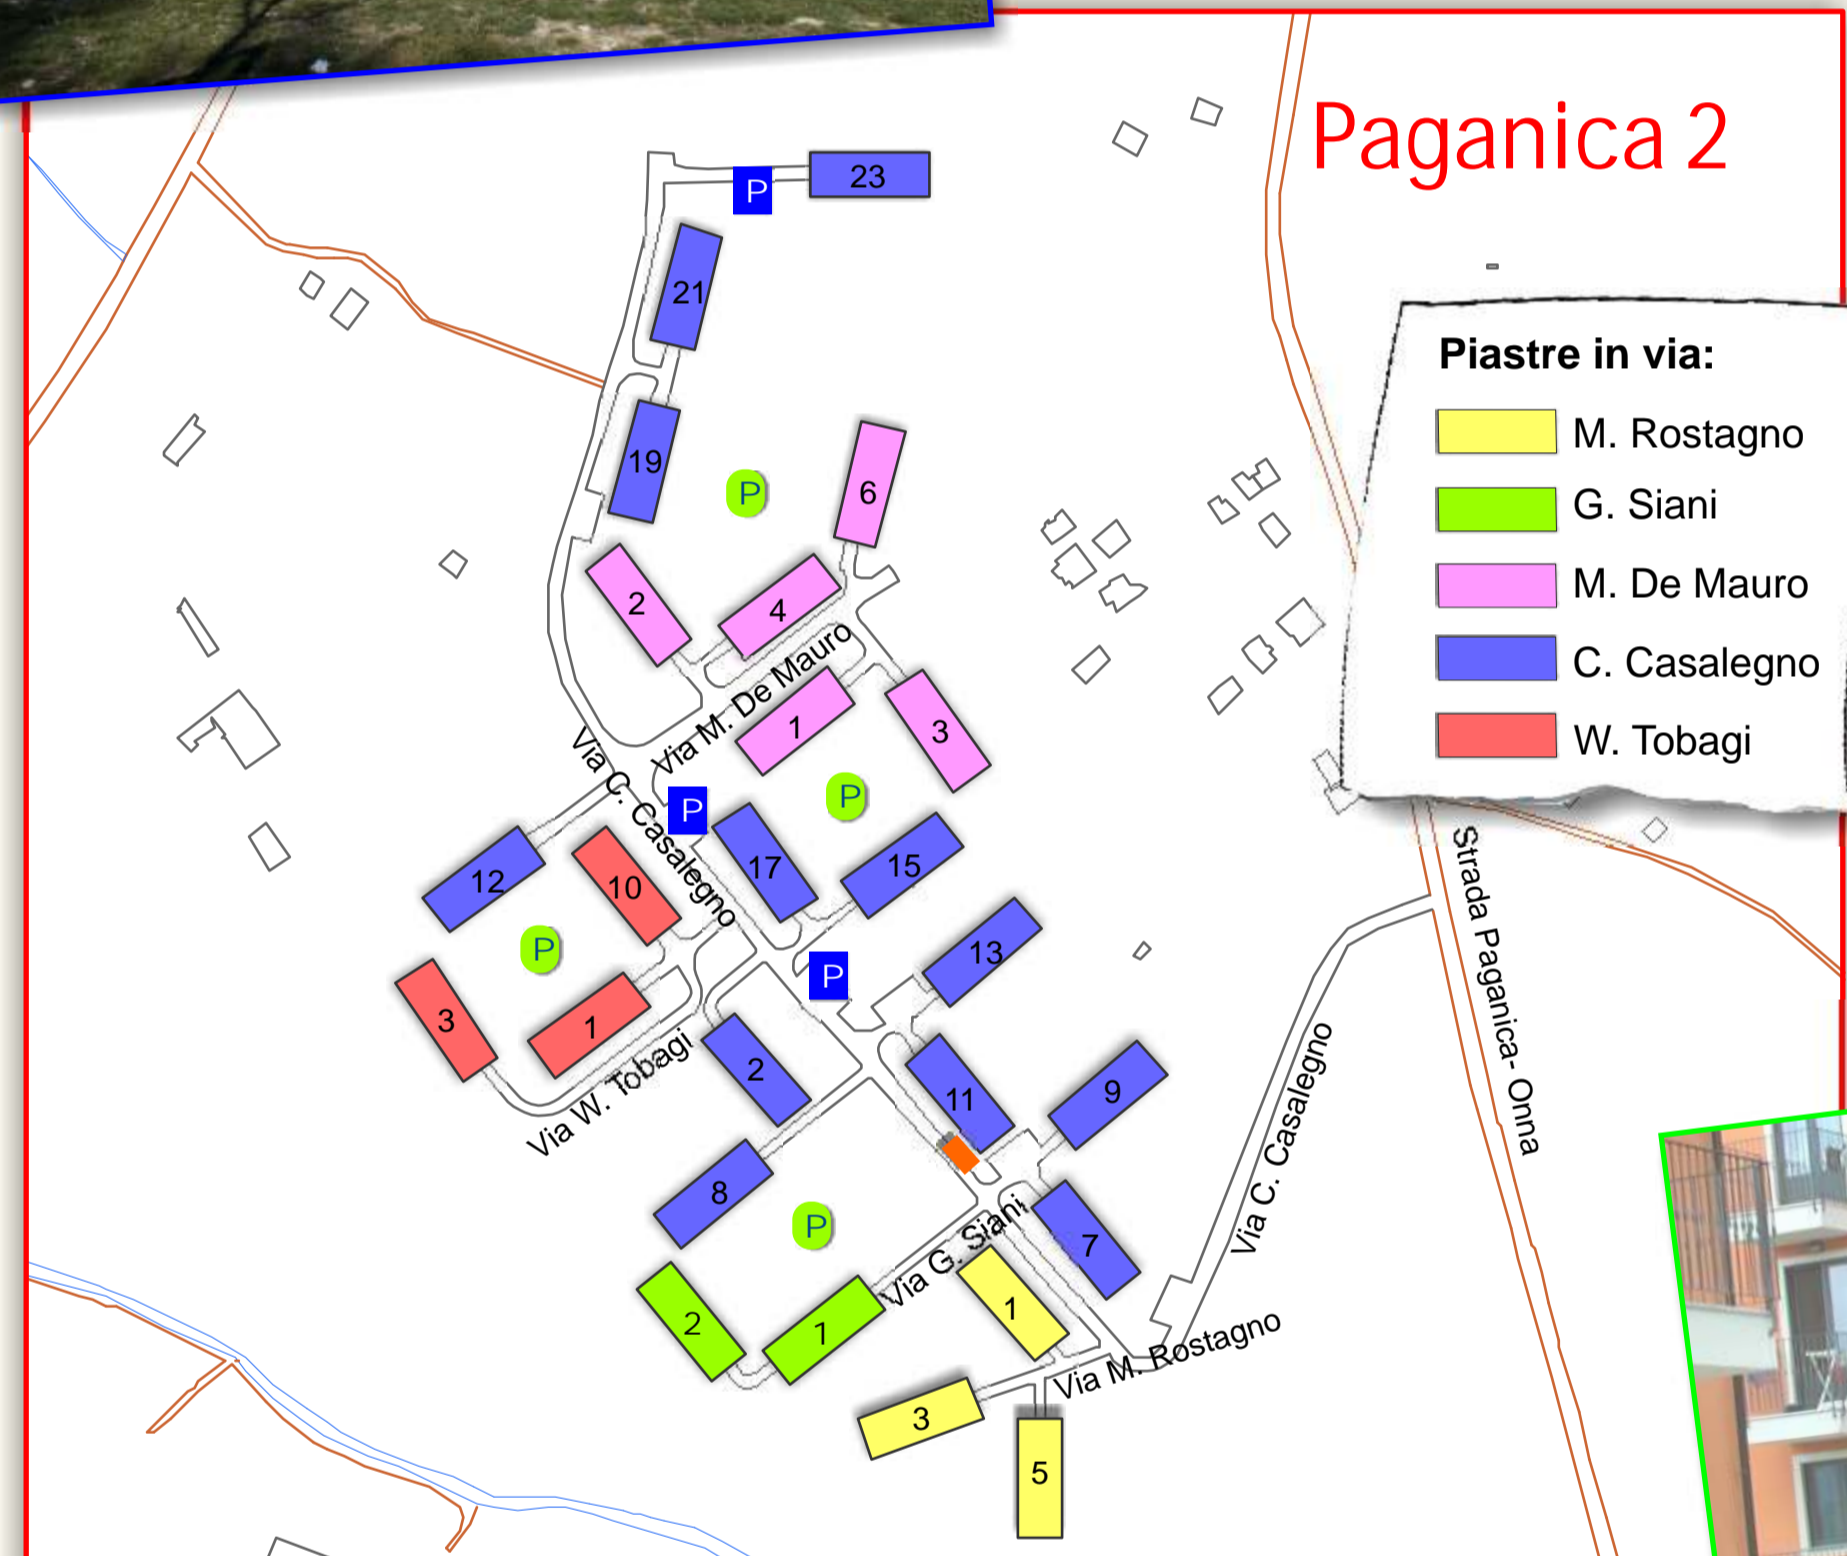 Paganica 2
23
P
21
Piastre in via:
M. Rostagno
G. Siani
M. De Mauro
C. Casalegno
W. Tobagi
19
P
6
2
4
Via M. De Mauro
1
3
Via C. Casalegno
P
P
12
10
17
15
P
13
P
3
1
2
Via W. Tobagi
11
9
8
P
Via G. Siani
7
2
1
1
Via M. Rostagno
3
5
Via C. Casalegno
Strada Paganica- Onna